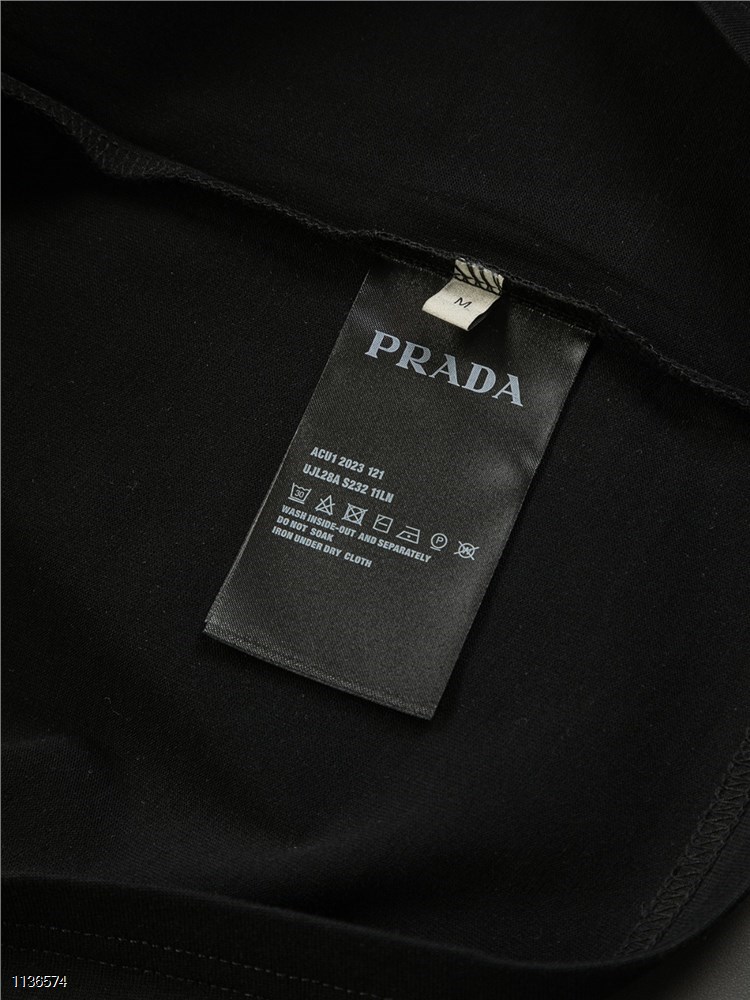 M.
PRADA
ACU1 2023 121
UJL28A S232 11LN
30
P
W
WASH INSIDE-OUT AND SEPARATELY
DO NOT SOAK
IRON UNDER DRY CLOTH
1136574